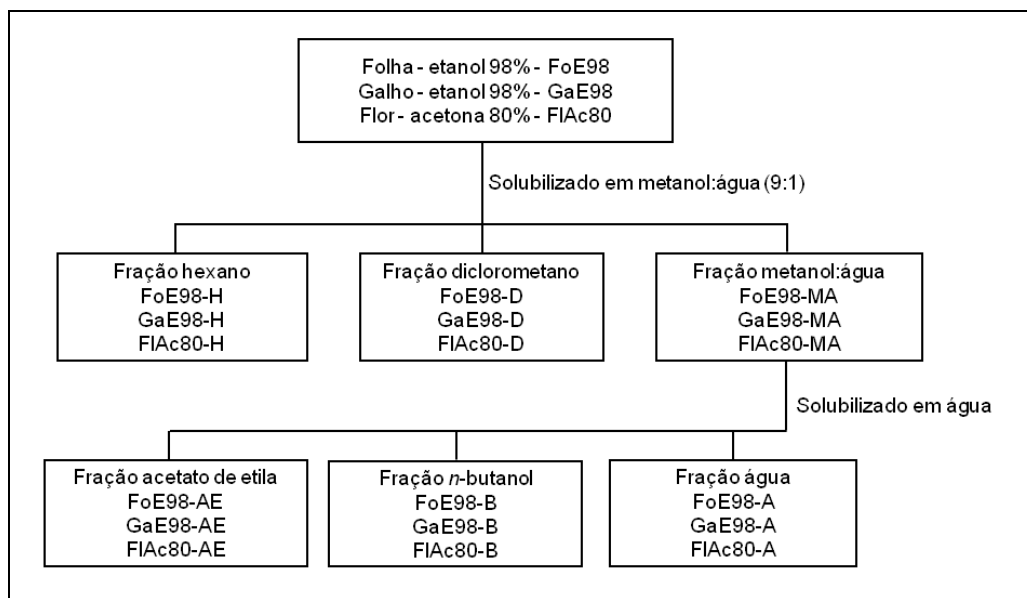 Folha - etanol 98% - FoE98
Galho - etanol 98% - GaE98
Flor - acetona 80% - FlAc80
Solubilizado em metanol:água (9:1)
Fração hexano
FoE98-H
GaE98-H
FlAc80-H
Fração diclorometano
FoE98-D
GaE98-D
FlAc80-D
Fração metanol:água
FoE98-MA
GaE98-MA
FlAc80-MA
Solubilizado em água
Fração acetato de etila
FoE98-AE
GaE98-AE
FlAc80-AE
Fração n-butanol
FoE98-B
GaE98-B
FlAc80-B
Fração água
FoE98-A
GaE98-A
FlAc80-A